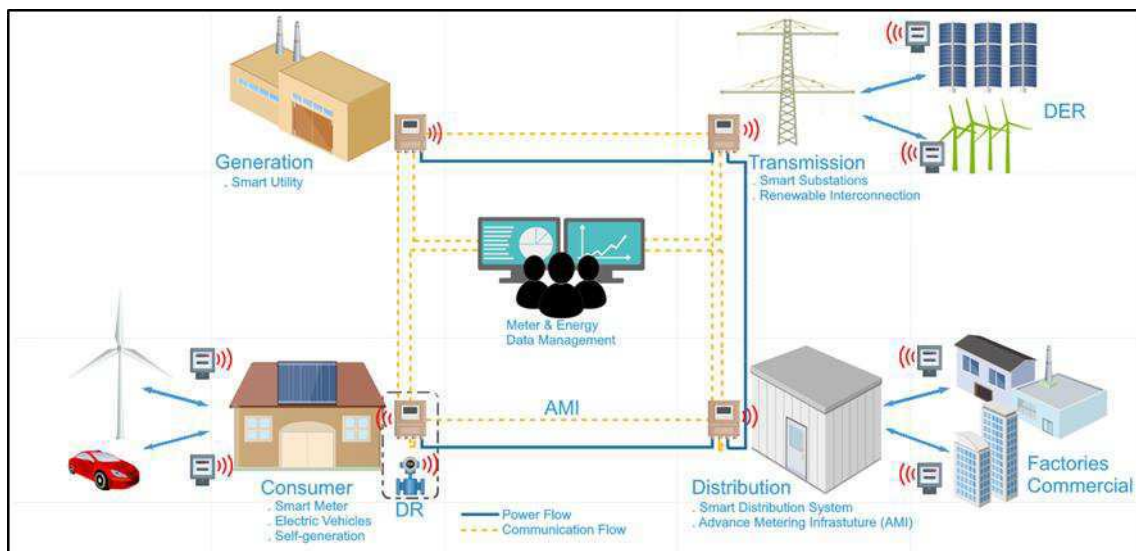 DER
Generation
. Smart Utility
Transmission
. Smart Substations
. Renewable Interconnection
Meter & Energy
Data Management
AMI
Consumer
. Smart Meter
. Electric Vehicles
. Self-generation
DR
Power Flow
Communication Flow
Distribution
. Smart Distribution System
. Advance Metering Infrastuture (AMI)
Factories
Commercial